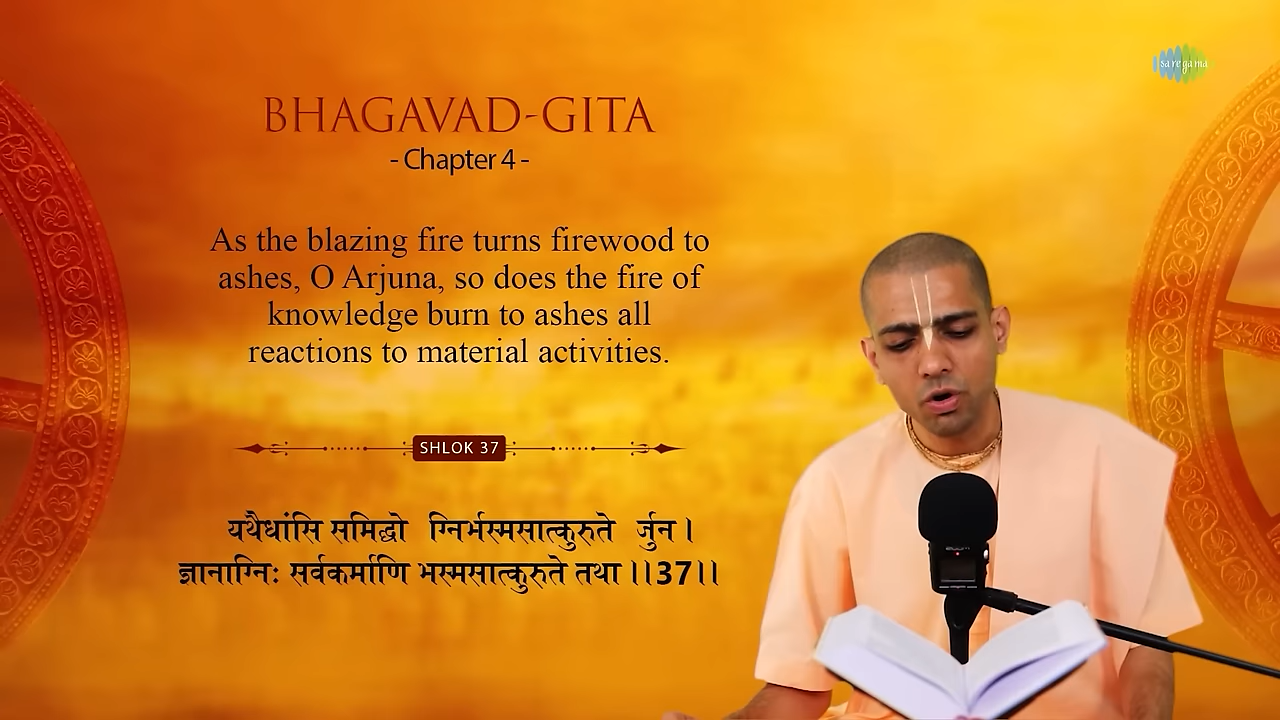 saregama
BHAGAVAD-GITA
- Chapter 4 -
As the blazing fire turns firewood to
ashes, O Arjuna, so does the fire of
knowledge burn to ashes all
reactions to material activities.
SHLOK 37
यथैधांसि समिद्धो ग्निर्भस्मसात्कुरुते र्जुन।
ज्ञानाग्निः सर्वकर्माणि भस्मसात्कुरुते तथा।।37।।